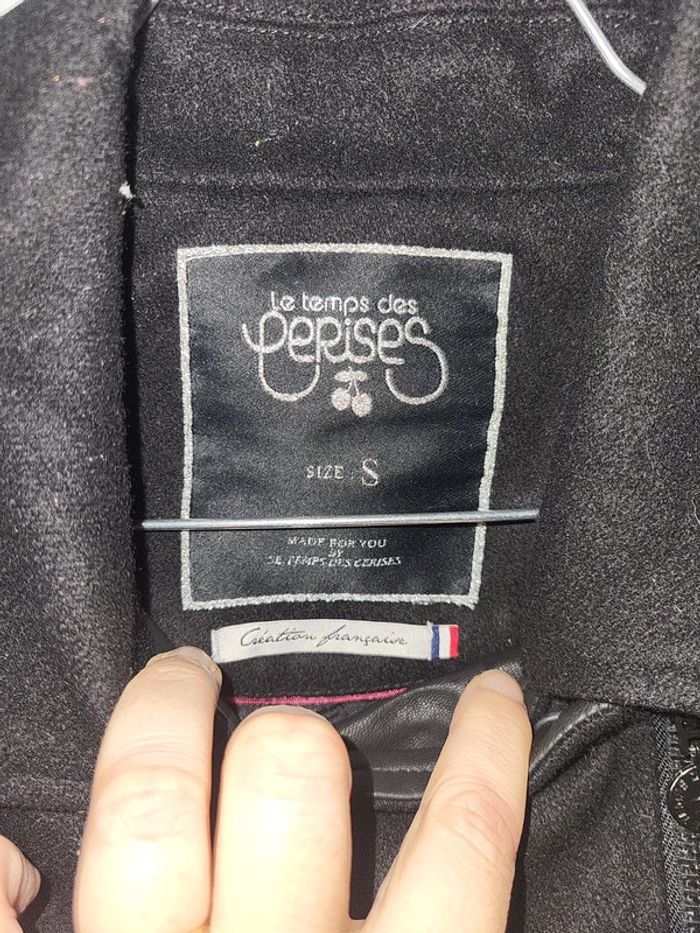 Le temps des
CERISES
SIZE : S
MADE FOR YOU
BY
LE TEMPS DES CERISES
Création française